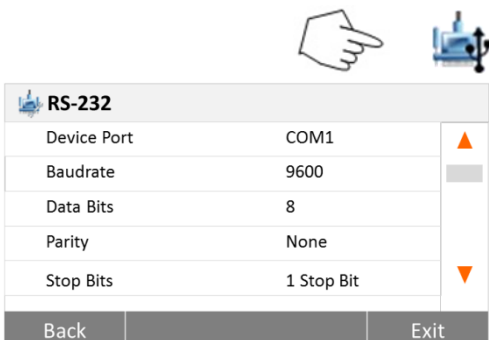 RS-232
Device Port COM1
Baudrate 9600
Data Bits 8
Parity None
Stop Bits 1 Stop Bit
Back Exit